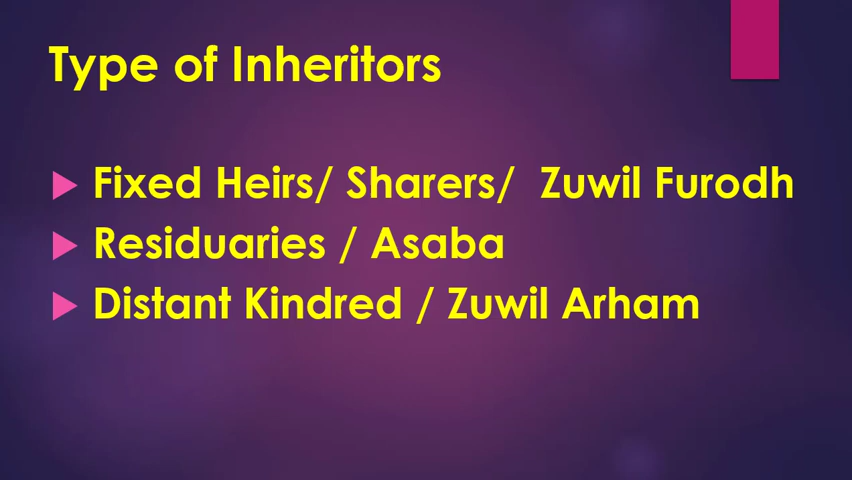 Type of Inheritors
Fixed Heirs/ Sharers/ Zuwil Furodh
Residuaries / Asaba
Distant Kindred / Zuwil Arham